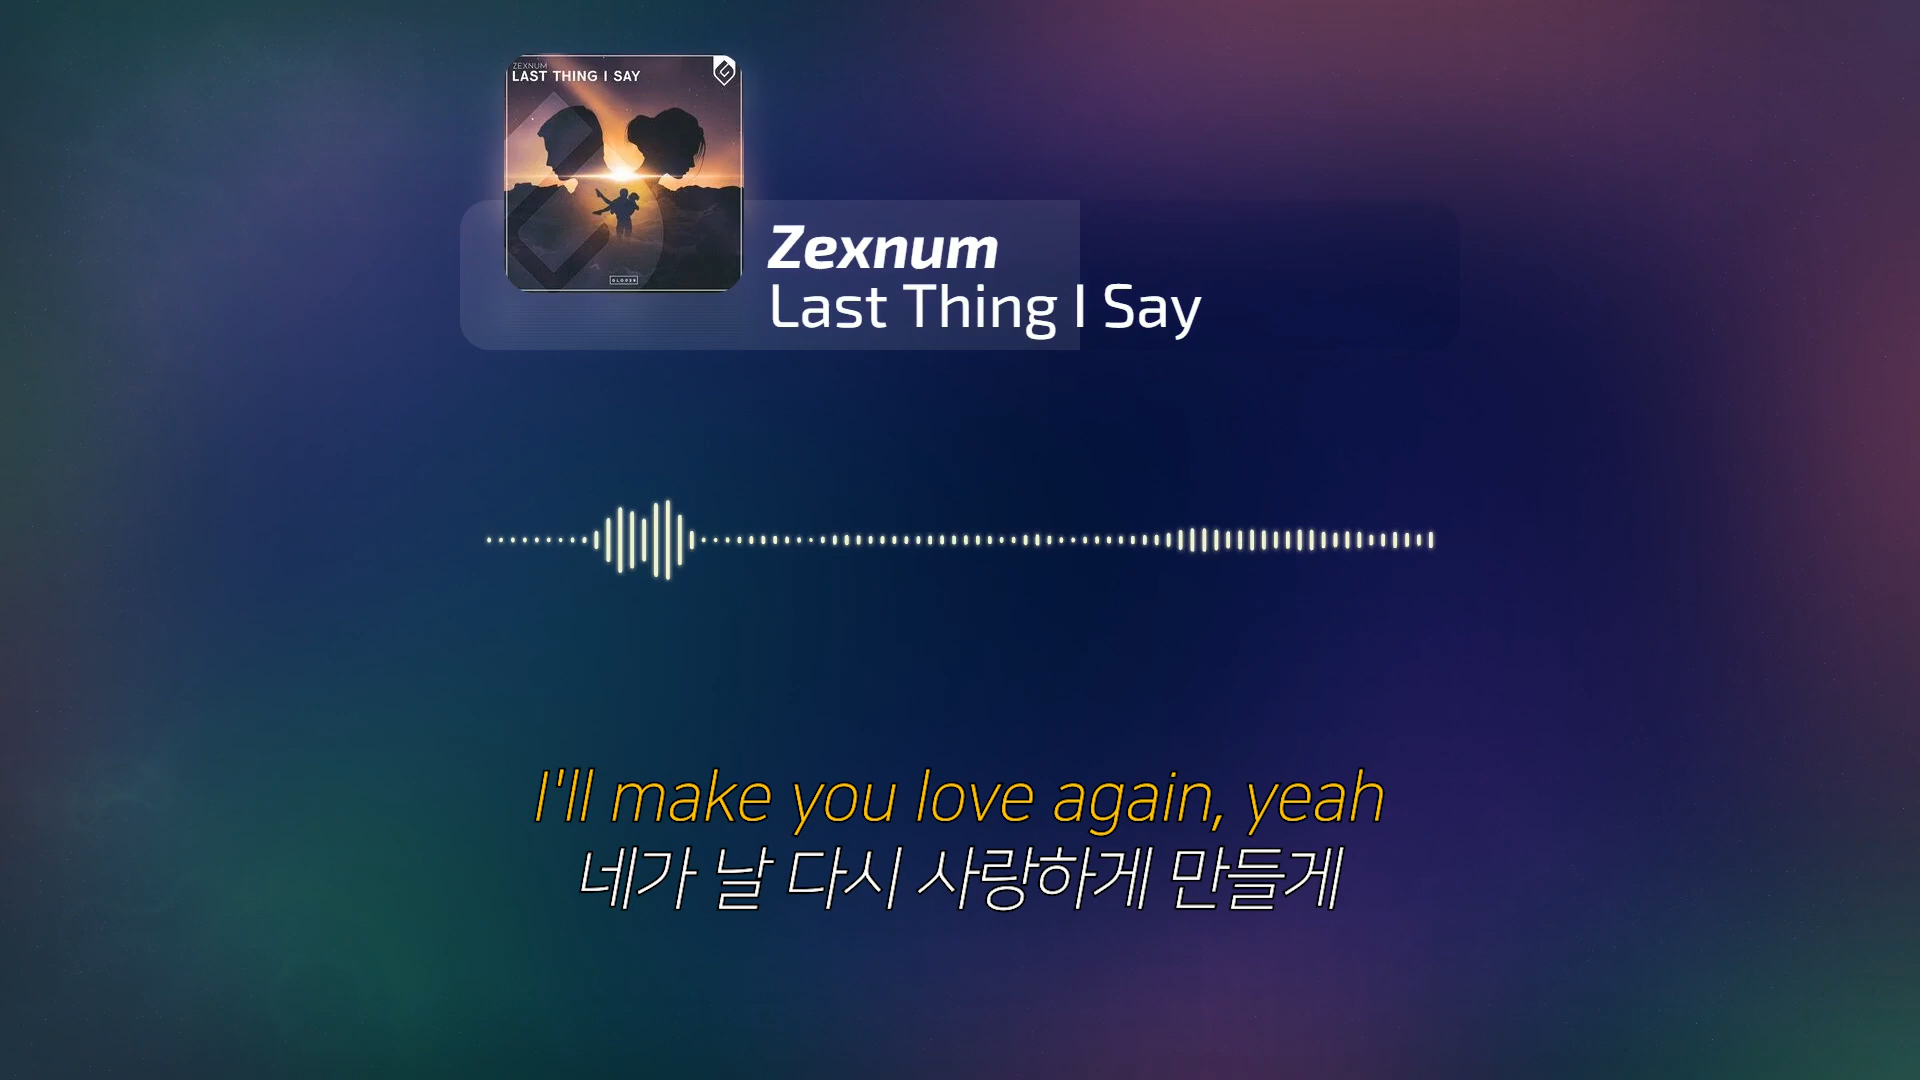 ZEXNUM
LAST THING I SAY
Zexnum
Last Thing I Say
I'll make you love again, yeah
네가 날 다시 사랑하게 만들게